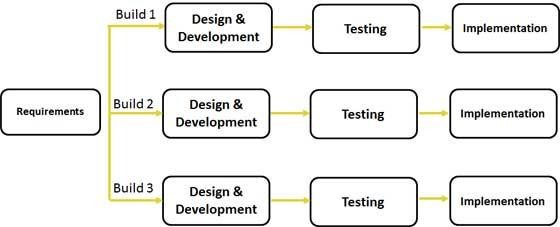 Build 1
Design &
Development
Testing
Implementation
Requirements
Build 2
Design &
Development
Testing
Implementation
Build 3
Design &
Development
Testing
Implementation